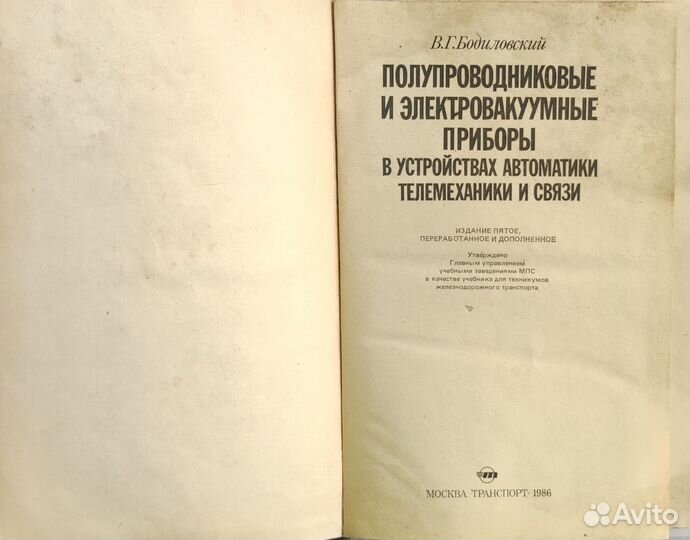 В.Г.Бодиловский
ПОЛУПРОВОДНИКОВЫЕ
И ЭЛЕКТРОВАКУУМНЫЕ
ПРИБОРЫ
В УСТРОЙСТВАХ АВТОМАТИКИ
ТЕЛЕМЕХАНИКИ И СВЯЗИ
ИЗДАНИЕ ПЯТОЕ,
ПЕРЕРАБОТАННОЕ И ДОПОЛНЕННОЕ
Утверждено
Главным управлением
учебными заведениями МПС
в качестве учебника для техникумов
железнодорожного транспорта
МОСКВА "ТРАНСПОРТ" 1986
Avito